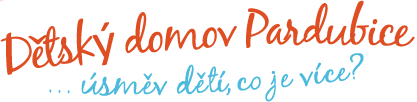 Dětský domov Pardubice
... úsměv dětí, co je více?